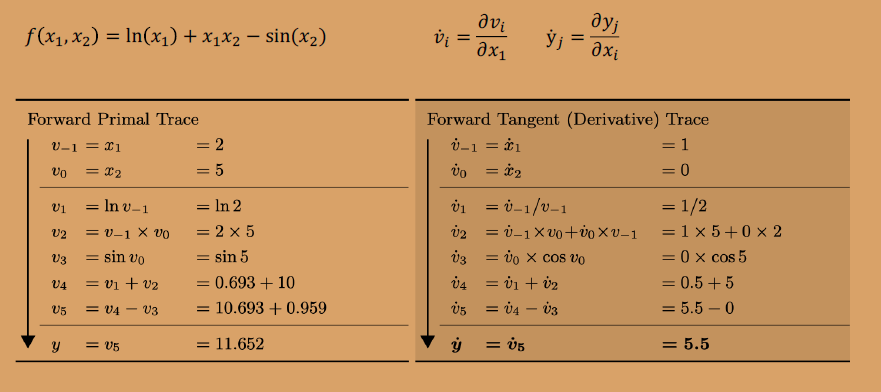 f(x₁, x₂) = ln(x₁) + x₁x₂ − sin(x₂)
v̇ᵢ = ∂vᵢ/∂x₁ ẏⱼ = ∂yⱼ/∂xᵢ
Forward Primal Trace
v₋₁ = x₁ = 2
v₀ = x₂ = 5
v₁ = ln v₋₁ = ln 2
v₂ = v₋₁ × v₀ = 2 × 5
v₃ = sin v₀ = sin 5
v₄ = v₁ + v₂ = 0.693 + 10
v₅ = v₄ − v₃ = 10.693 + 0.959
y = v₅ = 11.652
Forward Tangent (Derivative) Trace
v̇₋₁ = ẋ₁ = 1
v̇₀ = ẋ₂ = 0
v̇₁ = v̇₋₁/v₋₁ = 1/2
v̇₂ = v̇₋₁×v₀+v̇₀×v₋₁ = 1 × 5 + 0 × 2
v̇₃ = v̇₀ × cos v₀ = 0 × cos 5
v̇₄ = v̇₁ + v̇₂ = 0.5 + 5
v̇₅ = v̇₄ − v̇₃ = 5.5 − 0
ẏ = v̇₅ = 5.5